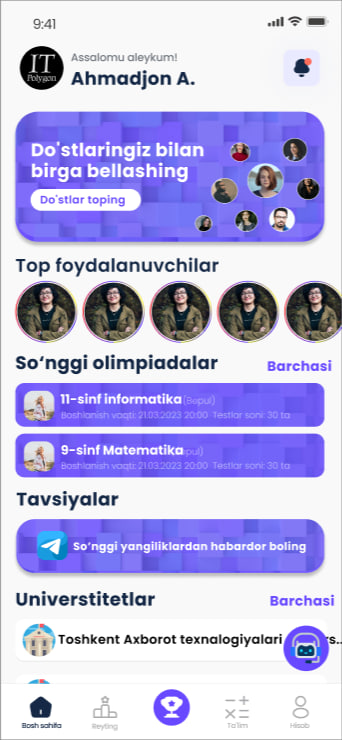 9:41
IT
Polygon
Assalomu aleykum!
Ahmadjon A.
Do'stlaringiz bilan
birga bellashing
Do'stlar toping
Top foydalanuvchilar
So‘nggi olimpiadalar
Barchasi
11-sinf informatika(Bepul)
Boshlanish vaqti: 21.03.2023 20:00 Testlar soni: 30 ta
9-sinf Matematika pul)
Boshlanish vaqti: 21.03.2023 20:00 Testlar soni: 30 ta
Tavsiyalar
So‘nggi yangiliklardan habardor boling
Universtitetlar
Barchasi
Toshkent Axborot texnalogiyalari
Bosh sahifa
Reyting
Ta'lim
Hisob